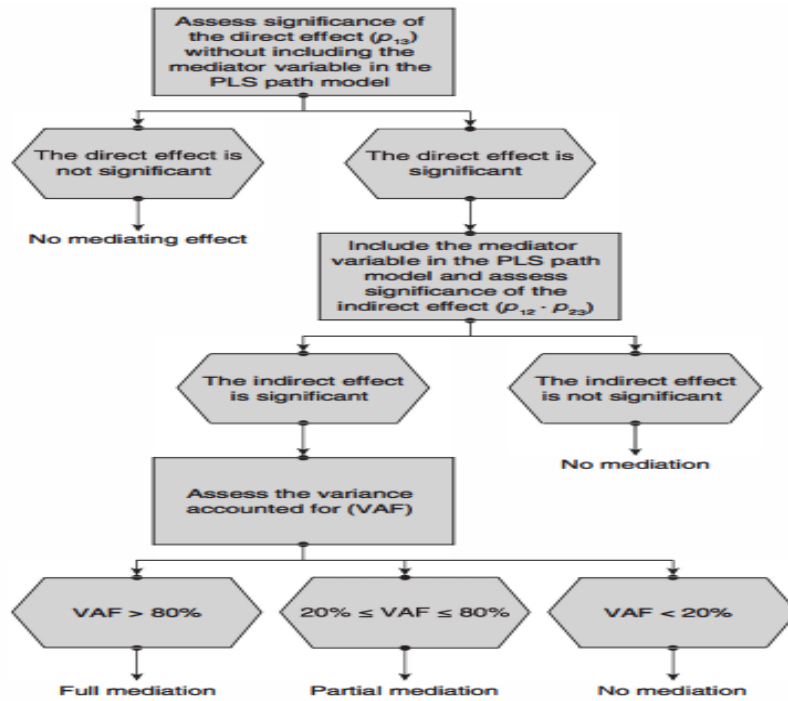 Assess significance of
the direct effect (p13)
without including the
mediator variable in the
PLS path model
The direct effect is
not significant
The direct effect is
significant
No mediating effect
Include the mediator
variable in the PLS path
model and assess
significance of the
indirect effect (p12 · p23)
The indirect effect
is significant
The indirect effect
is not significant
No mediation
Assess the variance
accounted for (VAF)
VAF > 80%
20% ≤ VAF ≤ 80%
VAF < 20%
Full mediation
Partial mediation
No mediation